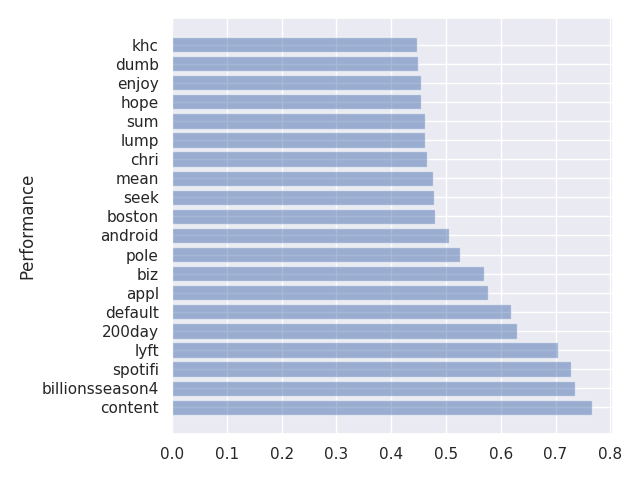 khc
dumb
enjoy
hope
sum
lump
chri
mean
seek
boston
android
pole
biz
appl
default
200day
lyft
spotifi
billionsseason4
content
Performance
0.0 0.1 0.2 0.3 0.4 0.5 0.6 0.7 0.8